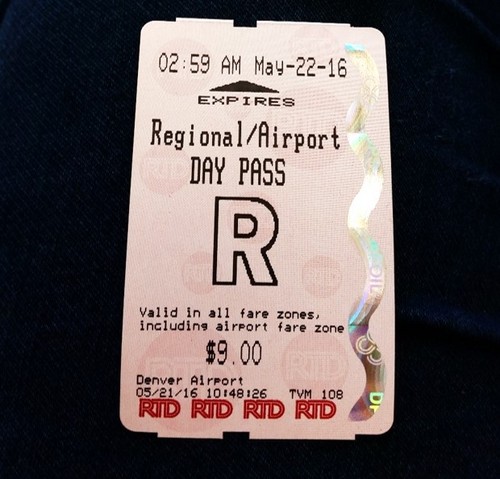 02:59 AM May-22-16
EXPIRES
Regional/Airport
DAY PASS
R
Valid in all fare zones,
including airport fare zone
$9.00
Denver Airport
05/21/16 10:48:26 TVM 108
RTD RTD RTD RTD